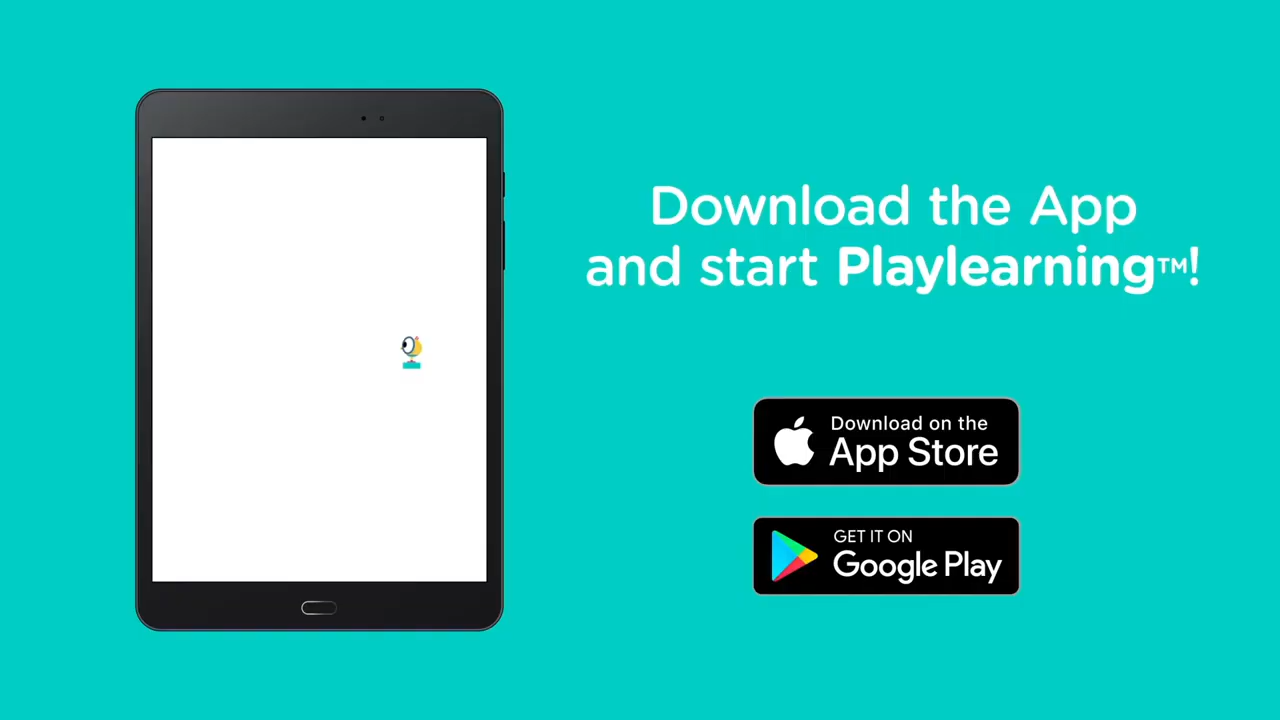 Download the App
and start Playlearning™!
Download on the
App Store
GET IT ON
Google Play